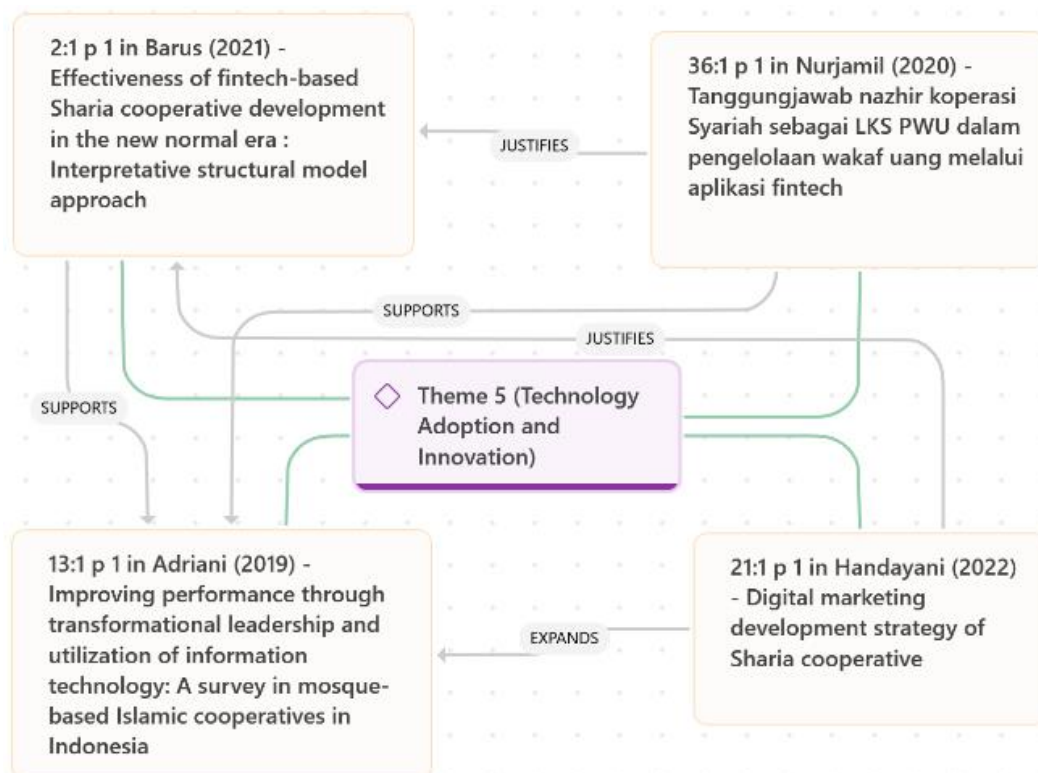 2:1 p 1 in Barus (2021) -
Effectiveness of fintech-based
Sharia cooperative development
in the new normal era :
Interpretative structural model
approach
JUSTIFIES
36:1 p 1 in Nurjamil (2020) -
Tanggungjawab nazhir koperasi
Syariah sebagai LKS PWU dalam
pengelolaan wakaf uang melalui
aplikasi fintech
SUPPORTS
JUSTIFIES
SUPPORTS
Theme 5 (Technology
Adoption and
Innovation)
13:1 p 1 in Adriani (2019) -
Improving performance through
transformational leadership and
utilization of information
technology: A survey in mosque-
based Islamic cooperatives in
Indonesia
EXPANDS
21:1 p 1 in Handayani (2022)
- Digital marketing
development strategy of
Sharia cooperative